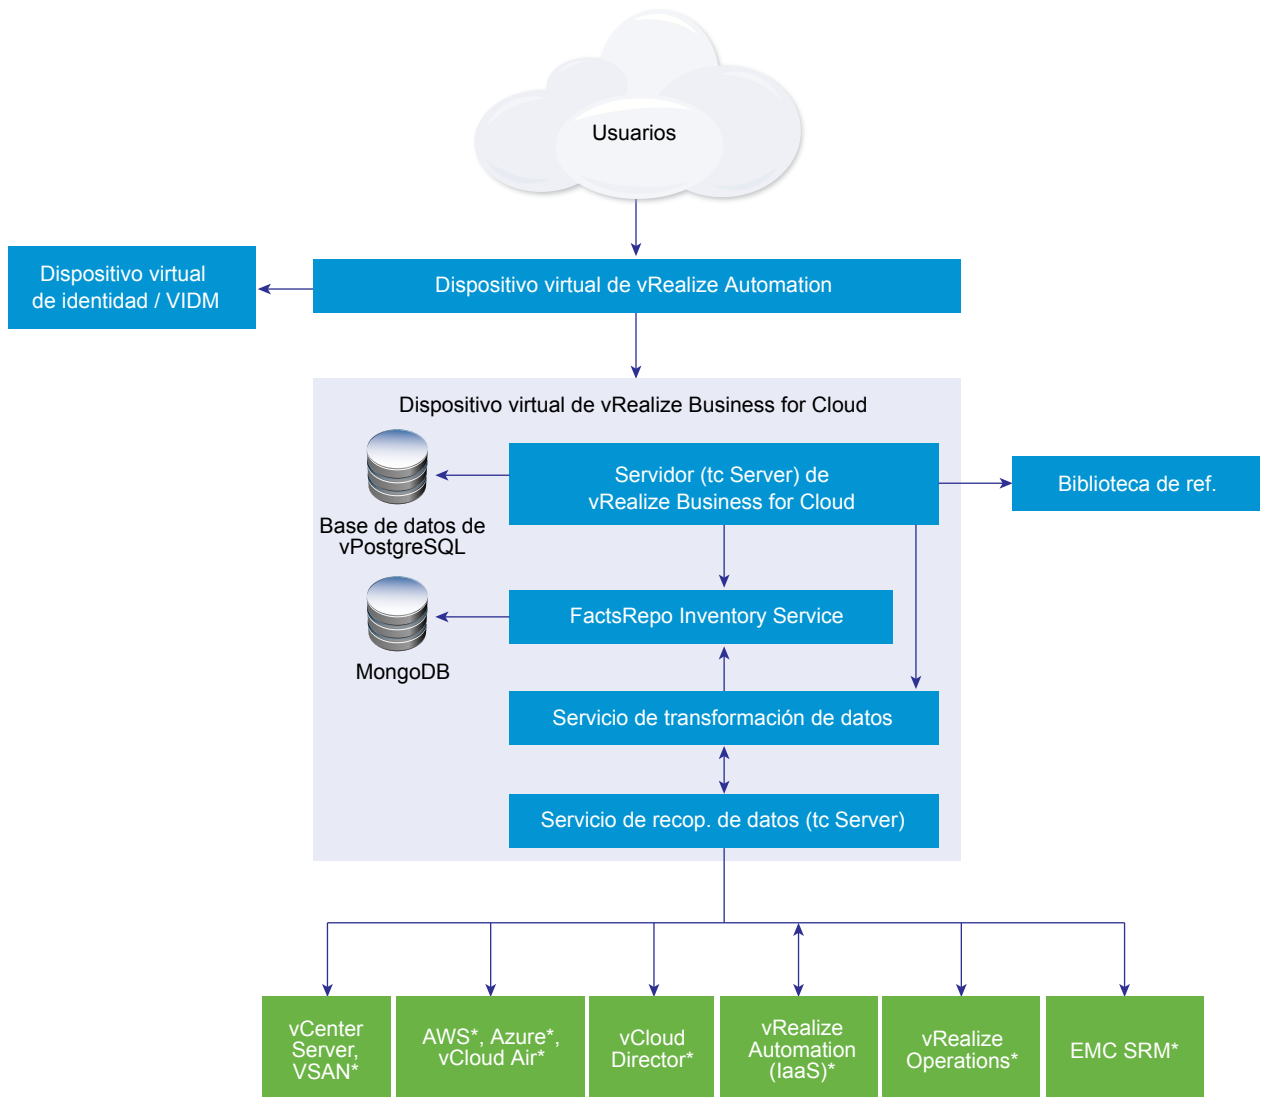 Usuarios
Dispositivo virtual
de identidad / VIDM
Dispositivo virtual de vRealize Automation
Dispositivo virtual de vRealize Business for Cloud
Servidor (tc Server) de
vRealize Business for Cloud
Biblioteca de ref.
Base de datos de
vPostgreSQL
FactsRepo Inventory Service
MongoDB
Servicio de transformación de datos
Servicio de recop. de datos (tc Server)
vCenter
Server,
VSAN*
AWS*, Azure*,
vCloud Air*
vCloud
Director*
vRealize
Automation
(IaaS)*
vRealize
Operations*
EMC SRM*